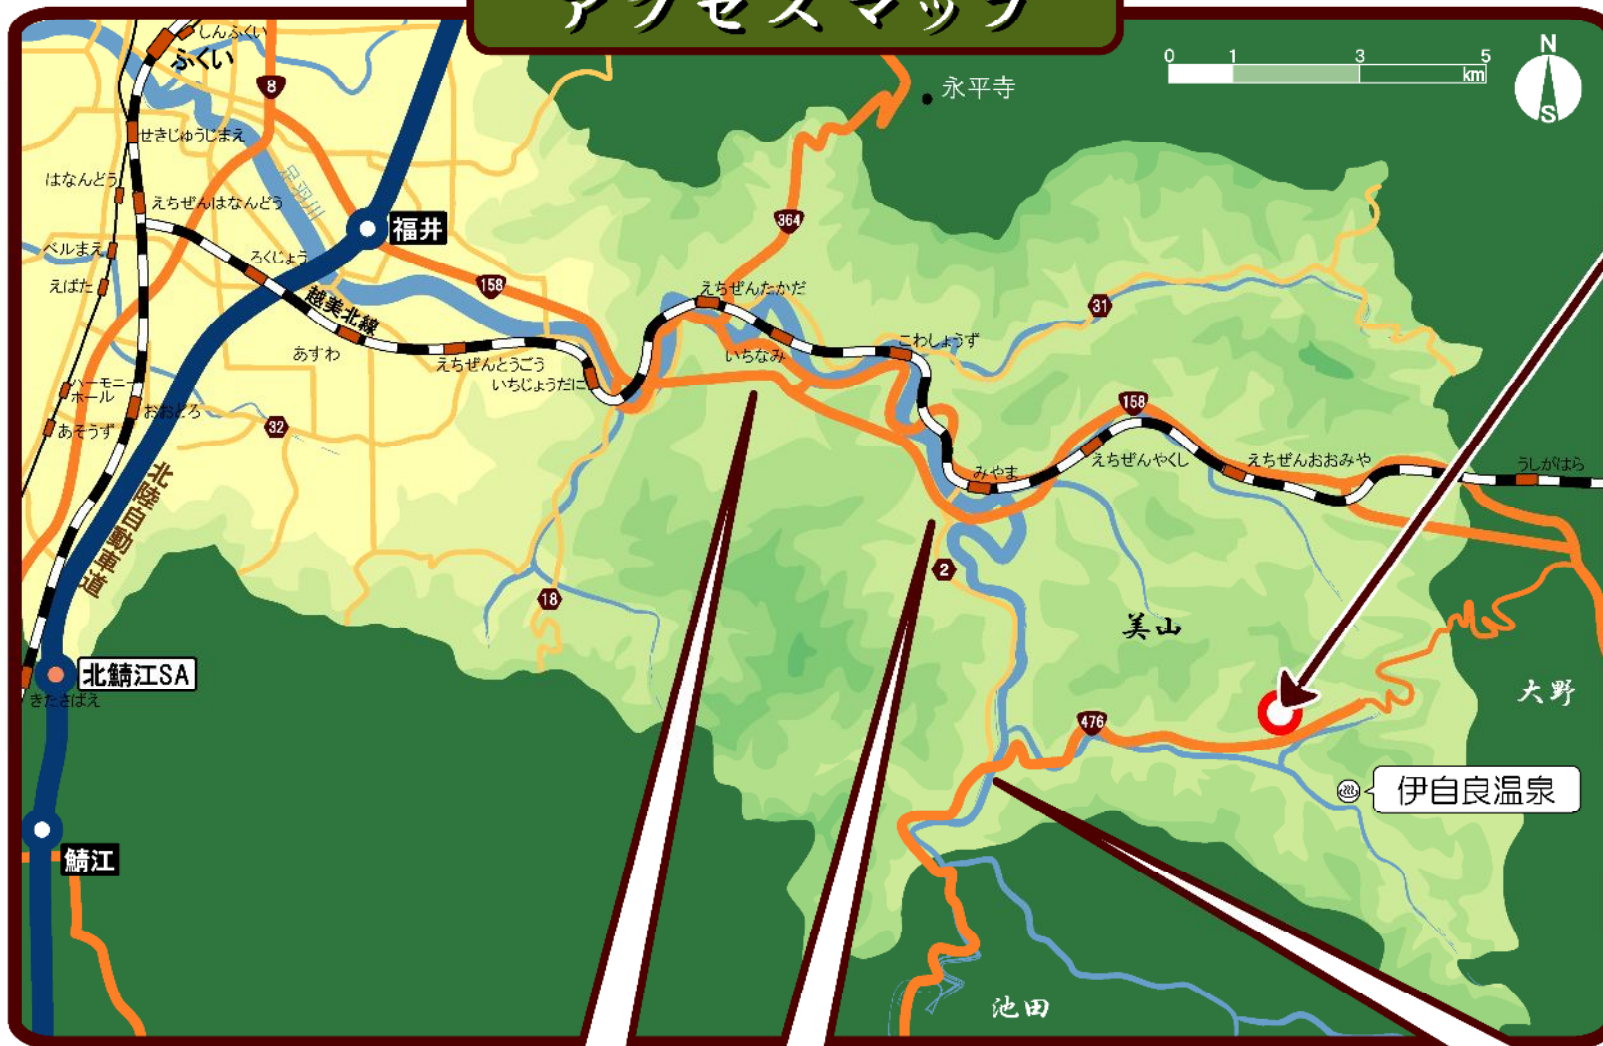 アクセスマップ
しんふくい
ふくい
8
せきじゅうじまえ
はなんどう
えちぜんはなんどう
足羽川
ベルまえ
えばた
ろくじょう
福井
158
越美北線
あすわ
えちぜんとうごう
いちじょうだに
ハーモニー
ホール
あそうず
おおどろ
32
北陸自動車道
18
北鯖江SA
きたさばえ
鯖江
永平寺
0 1 3 5
km
N
S
364
えちぜんたかだ
いちなみ
こわしょうず
31
158
みやま
えちぜんやくし
えちぜんおおみや
うしがはら
2
美山
476
大野
伊自良温泉
池田